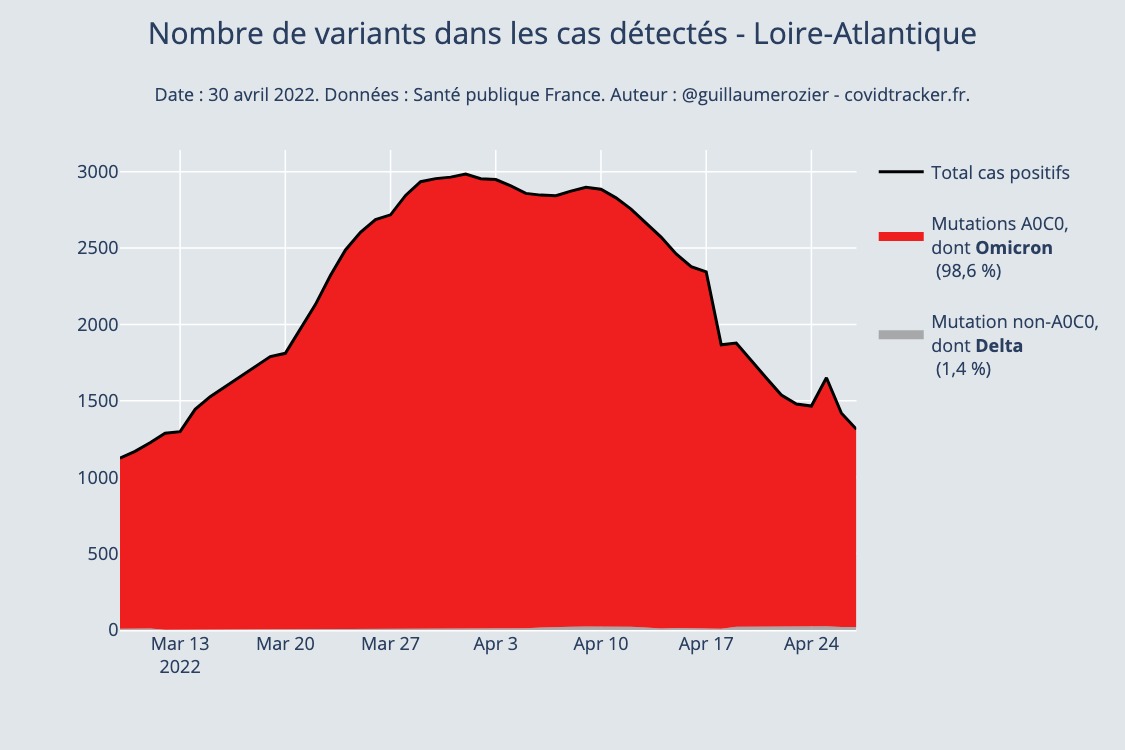 Nombre de variants dans les cas détectés - Loire-Atlantique
Date : 30 avril 2022. Données : Santé publique France. Auteur : @guillaumerozier - covidtracker.fr.
3000
2500
2000
1500
1000
500
0
Mar 13
2022
Mar 20
Mar 27
Apr 3
Apr 10
Apr 17
Apr 24
Total cas positifs
Mutations A0C0,
dont Omicron
(98,6 %)
Mutation non-A0C0,
dont Delta
(1,4 %)